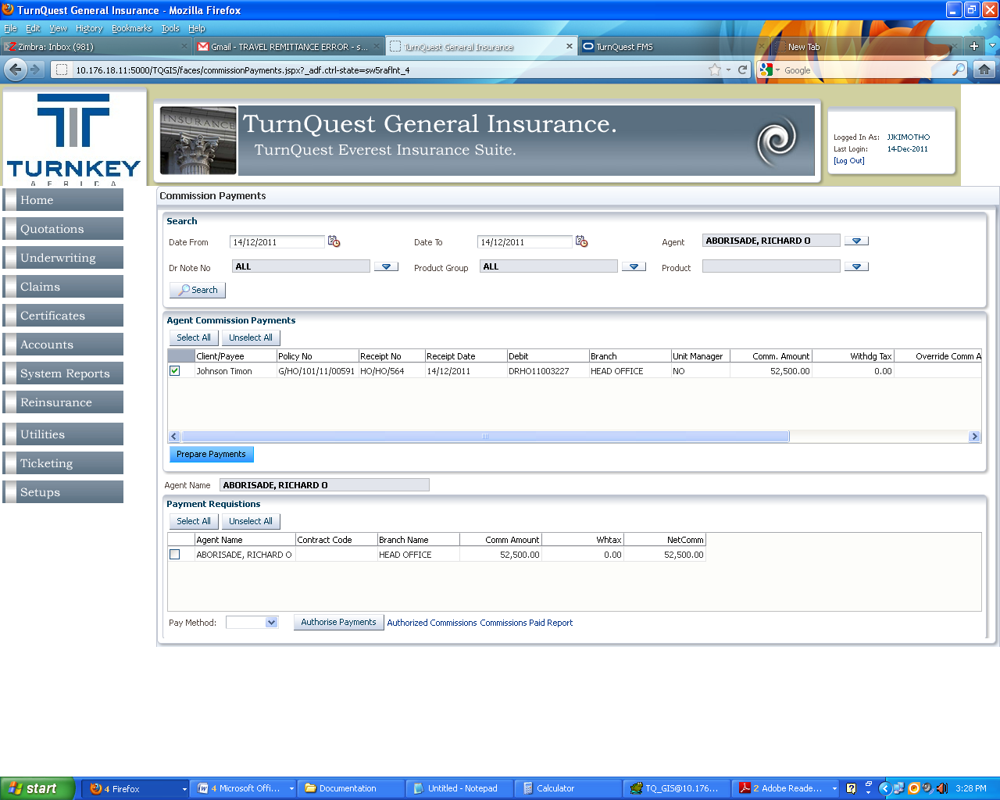 TurnQuest General Insurance - Mozilla Firefox
File Edit View History Bookmarks Tools Help
Zimbra: Inbox (981) Gmail - TRAVEL REMITTANCE ERROR - s... TurnQuest General Insurance TurnQuest FMS New Tab
10.176.18.11:5000/TQGIS/faces/commissionPayments.jspx?_adf.ctrl-state=sw5raflnt_4 Google
TURNKEY
AFRICA
INSURANCE
TurnQuest General Insurance.
TurnQuest Everest Insurance Suite.
Logged In As: JJKIMOTHO
Last Login: 14-Dec-2011
[Log Out]
Home
Quotations
Underwriting
Claims
Certificates
Accounts
System Reports
Reinsurance
Utilities
Ticketing
Setups
Commission Payments
Search
Date From 14/12/2011 Date To 14/12/2011 Agent ABORISADE, RICHARD O
Dr Note No ALL Product Group ALL Product
Search
Agent Commission Payments
Select All Unselect All
Client/Payee Policy No Receipt No Receipt Date Debit Branch Unit Manager Comm. Amount Withdg Tax Override Comm A
Johnson Timon G/HO/101/11/00591 HO/HO/564 14/12/2011 DRHO11003227 HEAD OFFICE NO 52,500.00 0.00
Prepare Payments
Agent Name ABORISADE, RICHARD O
Payment Requistions
Select All Unselect All
Agent Name Contract Code Branch Name Comm Amount Whtax NetComm
ABORISADE, RICHARD O HEAD OFFICE 52,500.00 0.00 52,500.00
Pay Method: Authorise Payments Authorized Commissions Commissions Paid Report
start 4 Firefox 4 Microsoft Offi... Documentation Untitled - Notepad Calculator TQ_GIS@10.176... 2 Adobe Reade... 3:28 PM